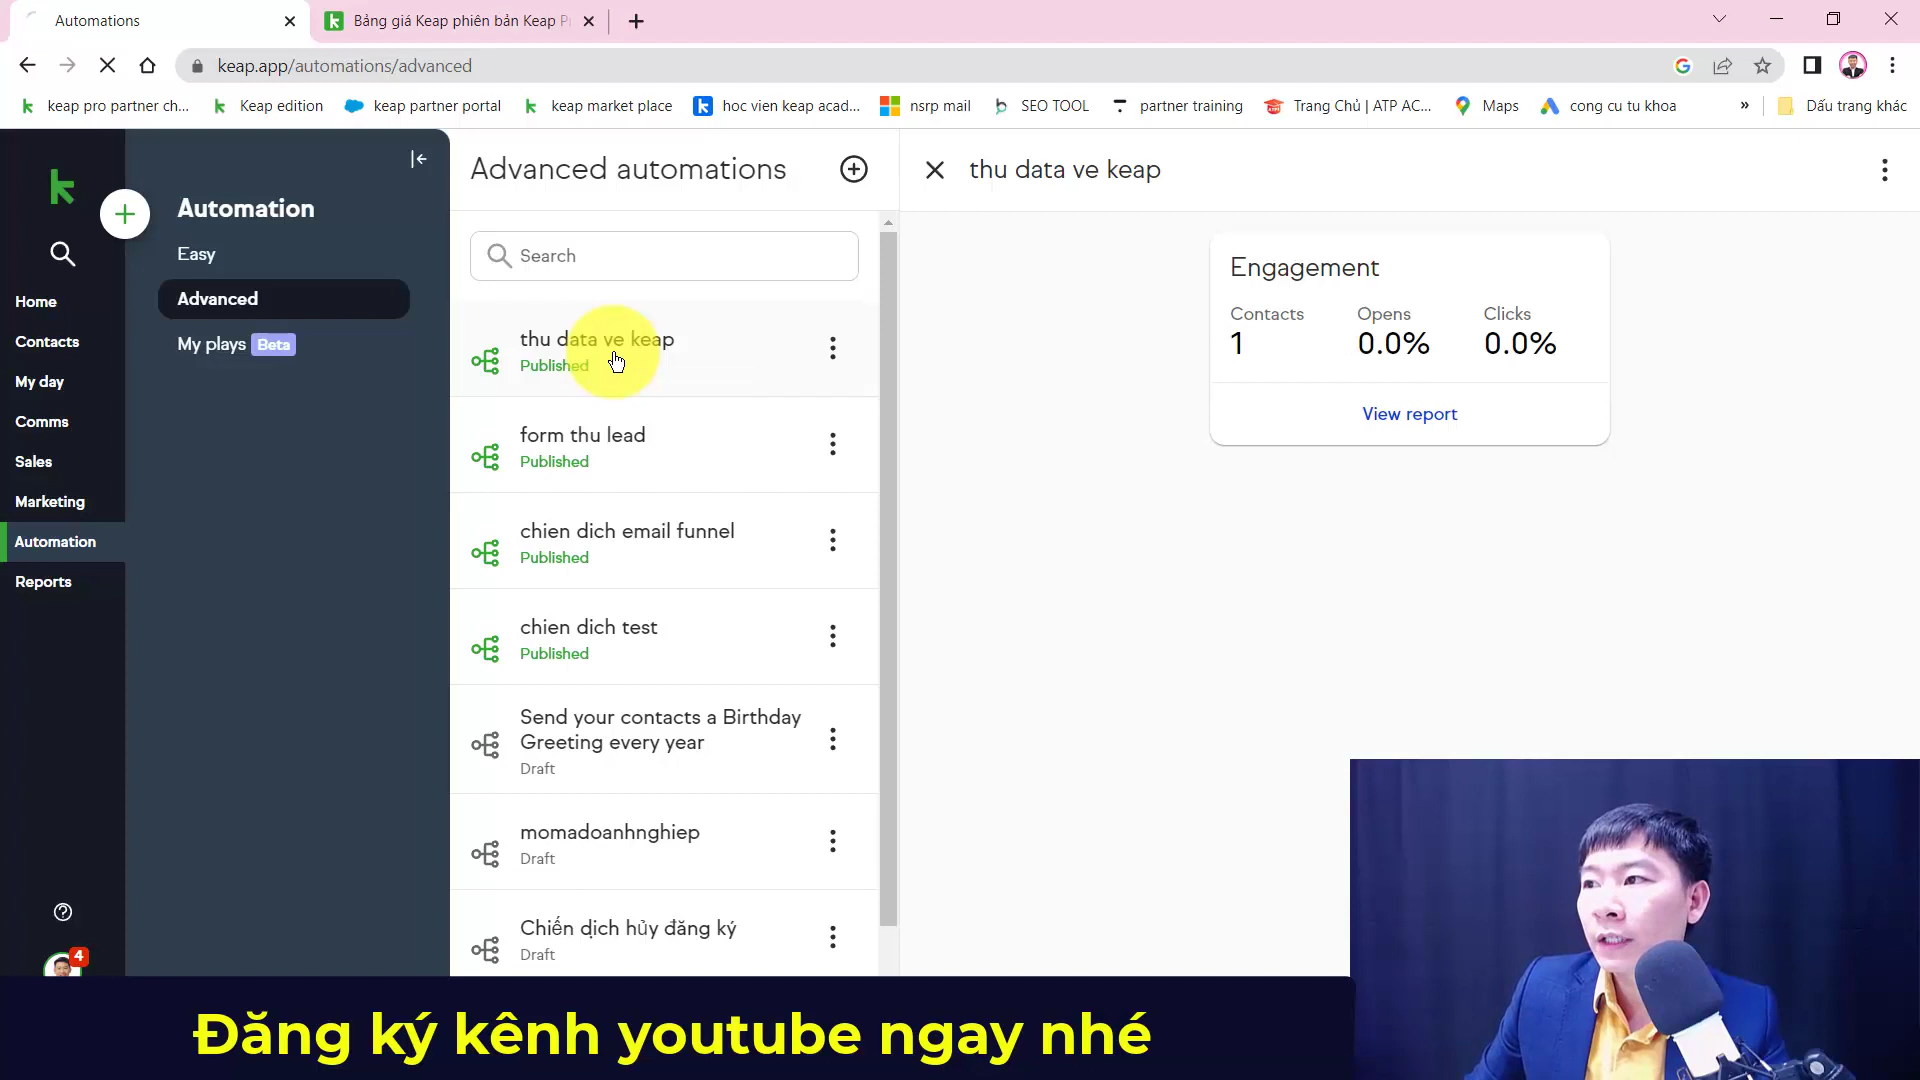 Automations
Bảng giá Keap phiên bản Keap P
keap.app/automations/advanced
keap pro partner ch...
Keap edition
keap partner portal
keap market place
hoc vien keap acad...
nsrp mail
SEO TOOL
partner training
Trang Chủ | ATP AC...
Maps
cong cu tu khoa
»
Dấu trang khác
Home
Contacts
My day
Comms
Sales
Marketing
Automation
Reports
4
Automation
Easy
Advanced
My plays Beta
Advanced automations
Search
thu data ve keap
Published
form thu lead
Published
chien dich email funnel
Published
chien dich test
Published
Send your contacts a Birthday
Greeting every year
Draft
momadoanhnghiep
Draft
Chiến dịch hủy đăng ký
Draft
thu data ve keap
Engagement
Contacts Opens Clicks
1 0.0% 0.0%
View report
Đăng ký kênh youtube ngay nhé